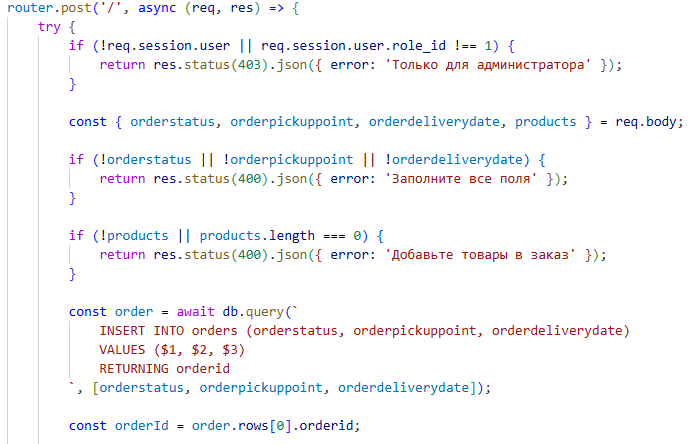 router.post('/', async (req, res) => {
    try {
        if (!req.session.user || req.session.user.role_id !== 1) {
            return res.status(403).json({ error: 'Только для администратора' });
        }

        const { orderstatus, orderpickuppoint, orderdeliverydate, products } = req.body;

        if (!orderstatus || !orderpickuppoint || !orderdeliverydate) {
            return res.status(400).json({ error: 'Заполните все поля' });
        }

        if (!products || products.length === 0) {
            return res.status(400).json({ error: 'Добавьте товары в заказ' });
        }

        const order = await db.query(`
            INSERT INTO orders (orderstatus, orderpickuppoint, orderdeliverydate)
            VALUES ($1, $2, $3)
            RETURNING orderid
        `, [orderstatus, orderpickuppoint, orderdeliverydate]);

        const orderId = order.rows[0].orderid;